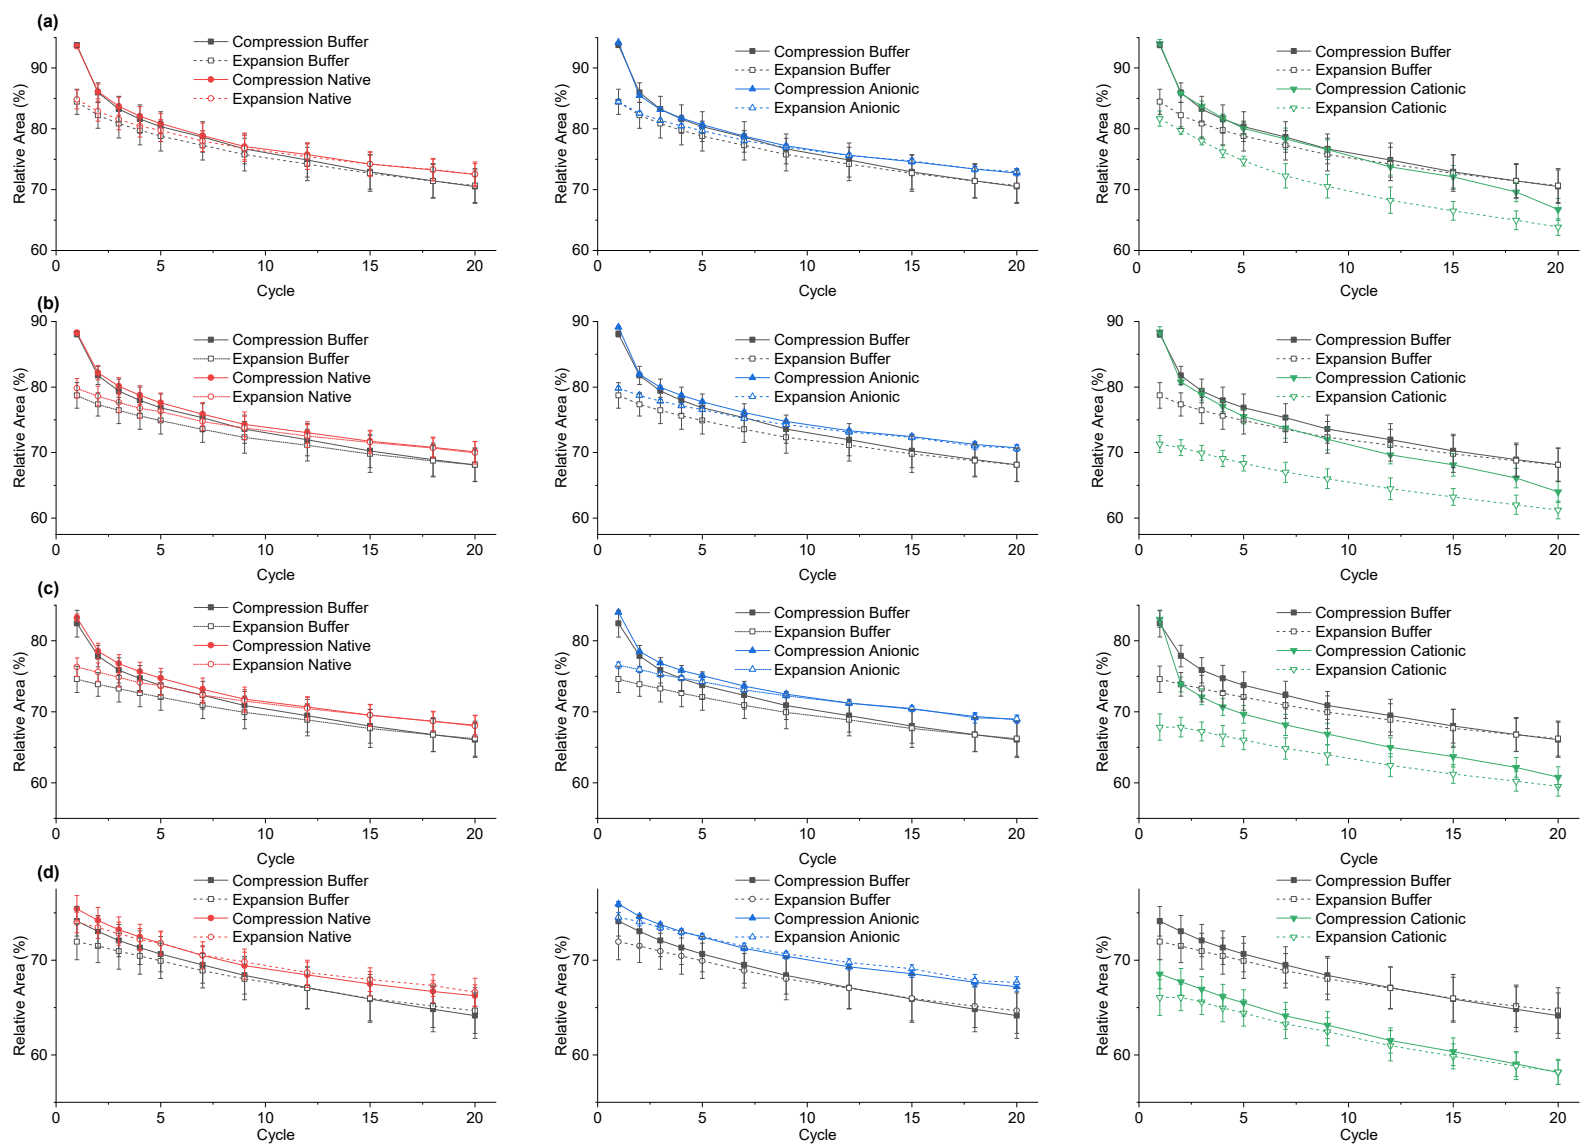 (a)
Compression Buffer
Expansion Buffer
Compression Native
Expansion Native
Relative Area (%)
90
80
70
60
0 5 10 15 20
Cycle
Compression Buffer
Expansion Buffer
Compression Anionic
Expansion Anionic
Relative Area (%)
90
80
70
60
0 5 10 15 20
Cycle
Compression Buffer
Expansion Buffer
Compression Cationic
Expansion Cationic
Relative Area (%)
90
80
70
60
0 5 10 15 20
Cycle
(b)
Compression Buffer
Expansion Buffer
Compression Native
Expansion Native
Relative Area (%)
90
80
70
60
0 5 10 15 20
Cycle
Compression Buffer
Expansion Buffer
Compression Anionic
Expansion Anionic
Relative Area (%)
90
80
70
60
0 5 10 15 20
Cycle
Compression Buffer
Expansion Buffer
Compression Cationic
Expansion Cationic
Relative Area (%)
90
80
70
60
0 5 10 15 20
Cycle
(c)
Compression Buffer
Expansion Buffer
Compression Native
Expansion Native
Relative Area (%)
80
70
60
0 5 10 15 20
Cycle
Compression Buffer
Expansion Buffer
Compression Anionic
Expansion Anionic
Relative Area (%)
80
70
60
0 5 10 15 20
Cycle
Compression Buffer
Expansion Buffer
Compression Cationic
Expansion Cationic
Relative Area (%)
80
70
60
0 5 10 15 20
Cycle
(d)
Compression Buffer
Expansion Buffer
Compression Native
Expansion Native
Relative Area (%)
70
60
0 5 10 15 20
Cycle
Compression Buffer
Expansion Buffer
Compression Anionic
Expansion Anionic
Relative Area (%)
70
60
0 5 10 15 20
Cycle
Compression Buffer
Expansion Buffer
Compression Cationic
Expansion Cationic
Relative Area (%)
70
60
0 5 10 15 20
Cycle